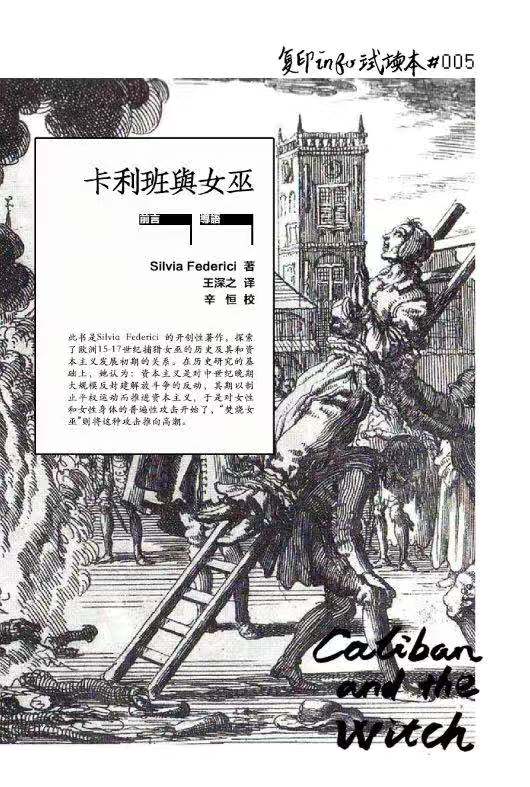 复印info试读本#005
卡利班與女巫
前言 導語
Silvia Federici 著
王深之 译
辛 恒 校
此书是Silvia Federici 的开创性著作，探索
了欧洲15-17世纪捕猎女巫的历史及其和资
本主义发展初期的关系。在历史研究的基
础上，她认为：资本主义是对中世纪晚期
大规模反封建解放斗争的反动，其期以制
止平权运动而推进资本主义，于是对女性
和女性身体的普遍性攻击开始了，“焚烧女
巫”则将这种攻击推向高潮。
Caliban
and the
Witch